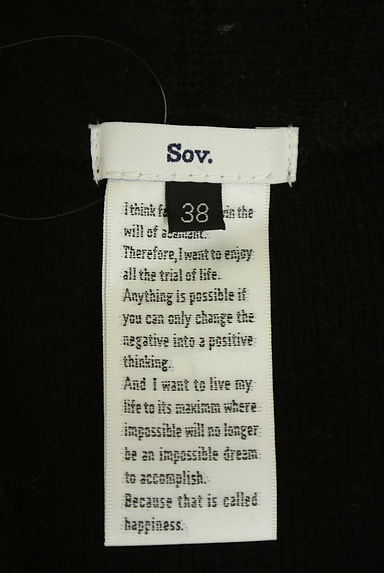 Sov.
38
I think in the
will of adamant.
Therefore, I want to enjoy
all the trial of life.
Anything is possible if
you can only change the
negative into a positive
thinking.
And I want to live my
life to its maximm where
impossible will no longer
be an impossible dream
to accomplish.
Because that is called
happiness.